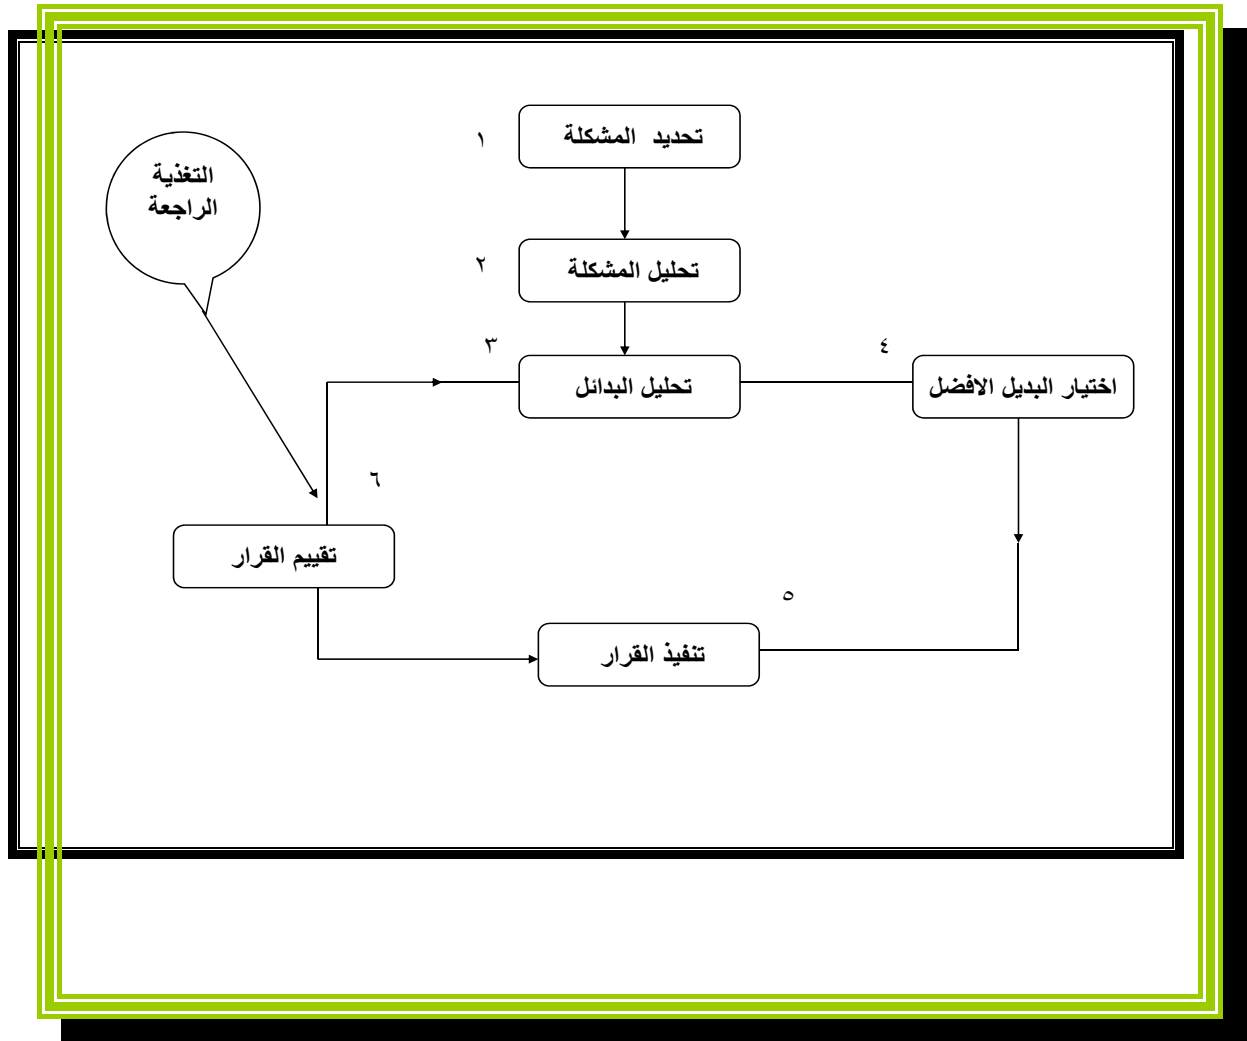 ١
تحديد المشكلة
التغذية
الراجعة
٢
تحليل المشكلة
٣
تحليل البدائل
٤
اختيار البديل الافضل
٦
تقييم القرار
٥
تنفيذ القرار